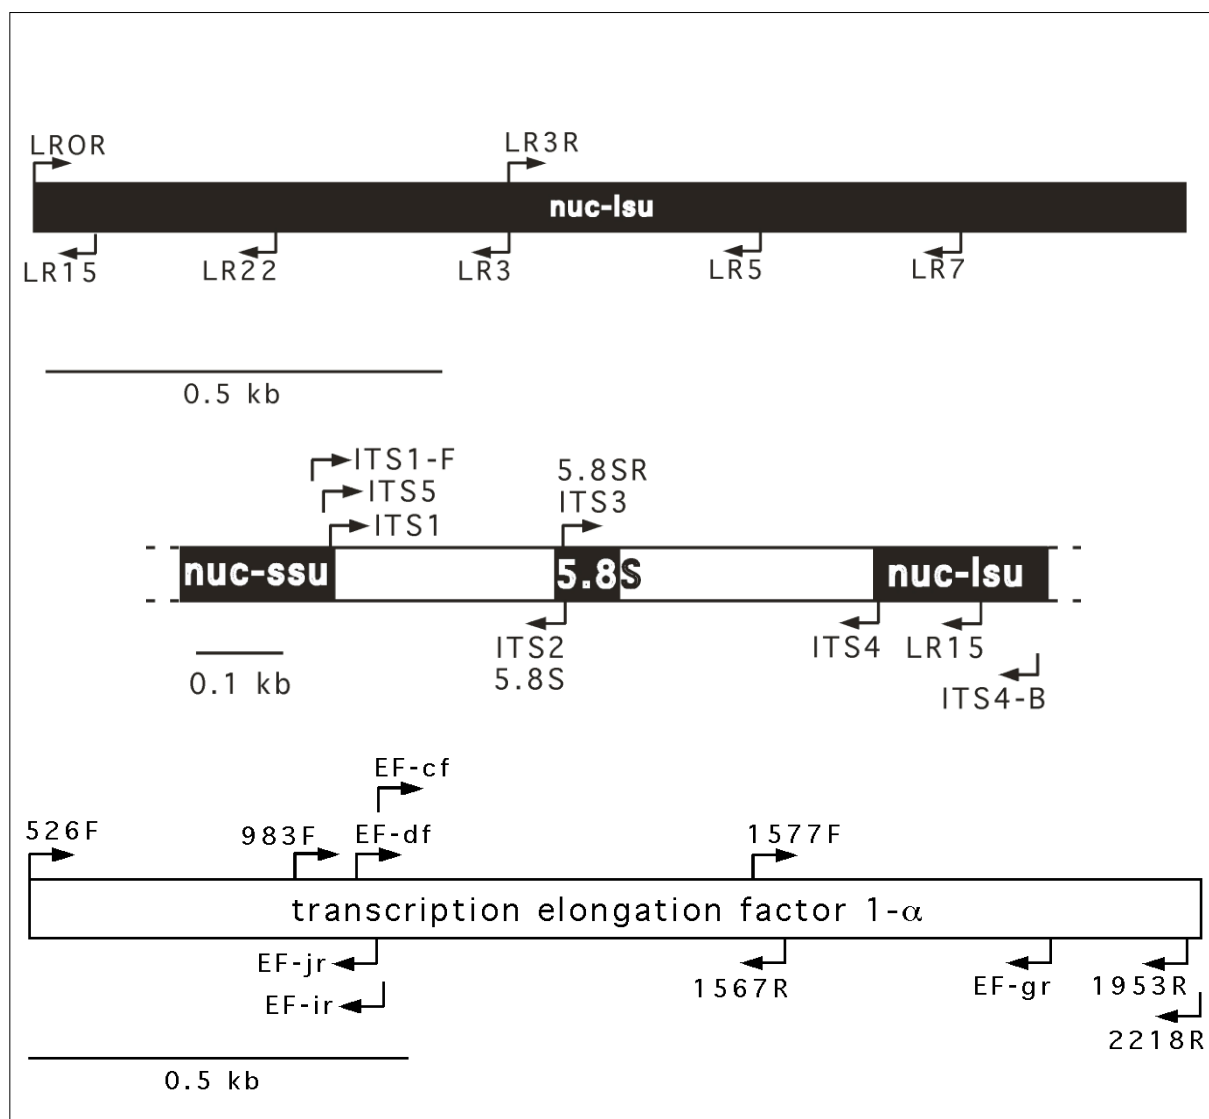 LROR
LR3R
nuc-lsu
LR15
LR22
LR3
LR5
LR7
0.5 kb
ITS1-F
5.8SR
ITS5
ITS3
ITS1
nuc-ssu
5.8S
nuc-lsu
ITS2
ITS4
LR15
5.8S
0.1 kb
ITS4-B
EF-cf
526F
983F
EF-df
1577F
transcription elongation factor 1-α
EF-jr
1567R
EF-gr
1953R
EF-ir
2218R
0.5 kb